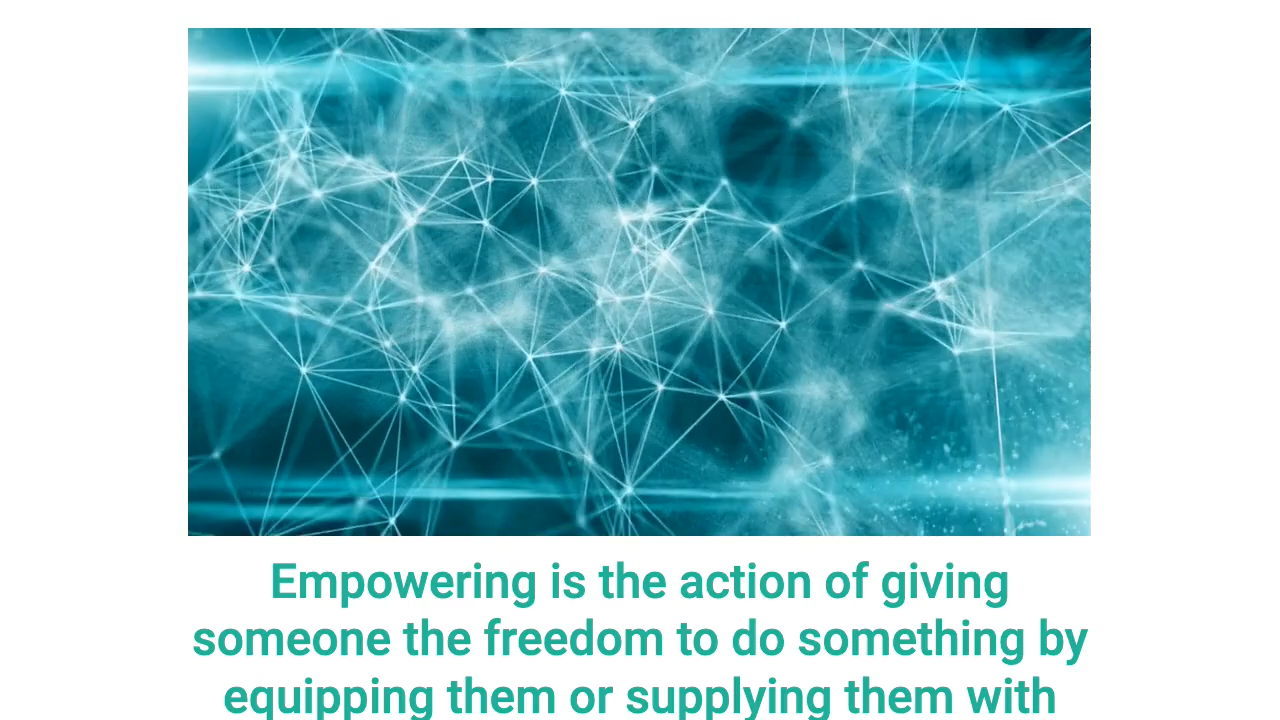 Empowering is the action of giving
someone the freedom to do something by
equipping them or supplying them with